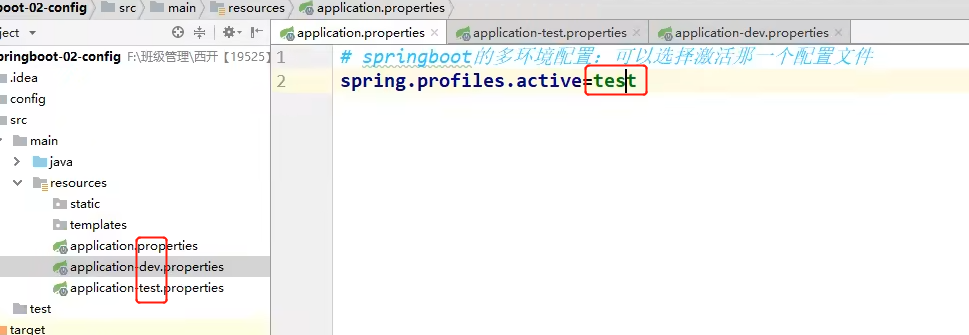 boot-02-config src main resources application.properties
ject
application.properties application-test.properties application-dev.properties
pringboot-02-config F:\班级管理\西开【19525】
.idea
config
src
main
java
resources
static
templates
application.properties
application-dev.properties
application-test.properties
test
target
1 # springboot的多环境配置：可以选择激活那一个配置文件
2 spring.profiles.active=test